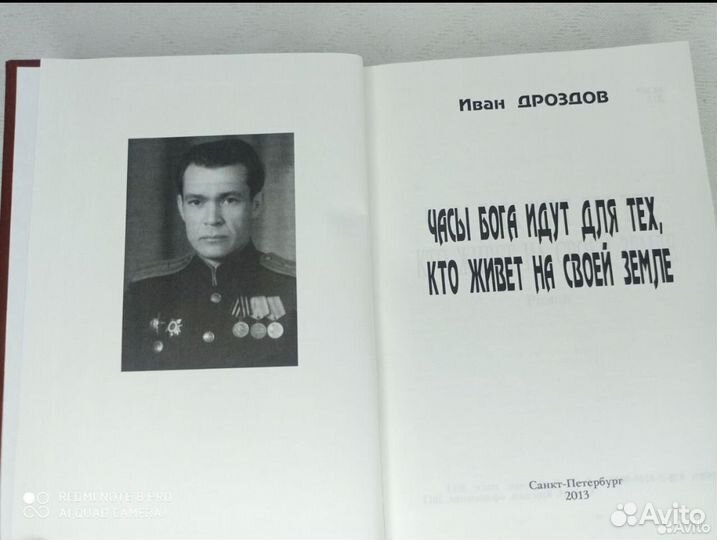 Иван ДРОЗДОВ
ЧАСЫ БОГА ИДУТ ДЛЯ ТЕХ,
КТО ЖИВЕТ НА СВОЕЙ ЗЕМЛЕ
Санкт-Петербург
2013
REDMI NOTE 8 PRO
AI QUAD CAMERA
Avito